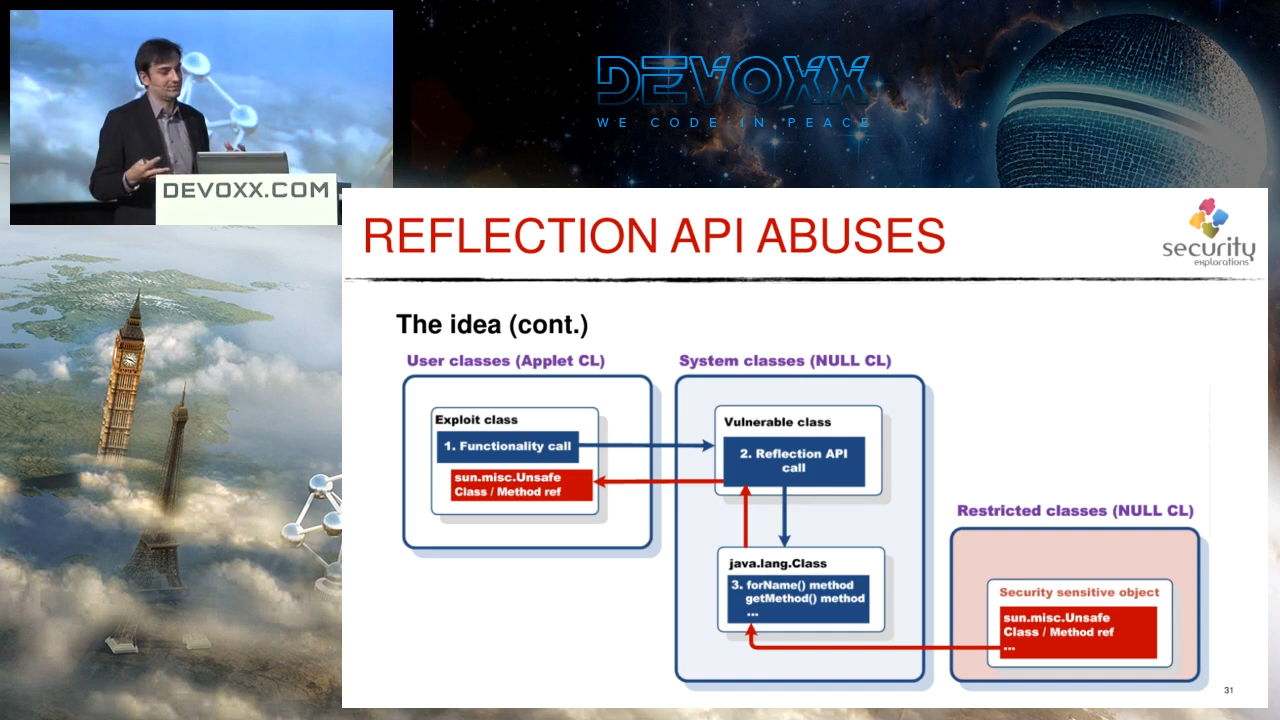 DEVOXX
WE CODE IN PEACE
DEVOXX.COM
REFLECTION API ABUSES
security
explorations
The idea (cont.)
User classes (Applet CL)
System classes (NULL CL)
Exploit class
1. Functionality call
sun.misc.Unsafe
Class / Method ref
Vulnerable class
2. Reflection API
call
java.lang.Class
3. forName() method
getMethod() method
...
Restricted classes (NULL CL)
Security sensitive object
sun.misc.Unsafe
Class / Method ref
...
31